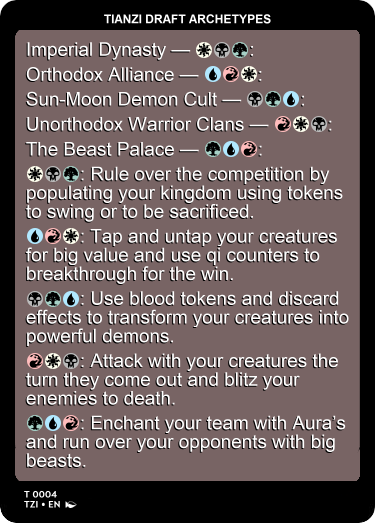 TIANZI DRAFT ARCHETYPES
Imperial Dynasty — :
Orthodox Alliance — :
Sun-Moon Demon Cult — :
Unorthodox Warrior Clans — :
The Beast Palace — :
: Rule over the competition by
populating your kingdom using tokens
to swing or to be sacrificed.
: Tap and untap your creatures
for big value and use qi counters to
breakthrough for the win.
: Use blood tokens and discard
effects to transform your creatures into
powerful demons.
: Attack with your creatures the
turn they come out and blitz your
enemies to death.
: Enchant your team with Aura's
and run over your opponents with big
beasts.
T 0004
TZI • EN